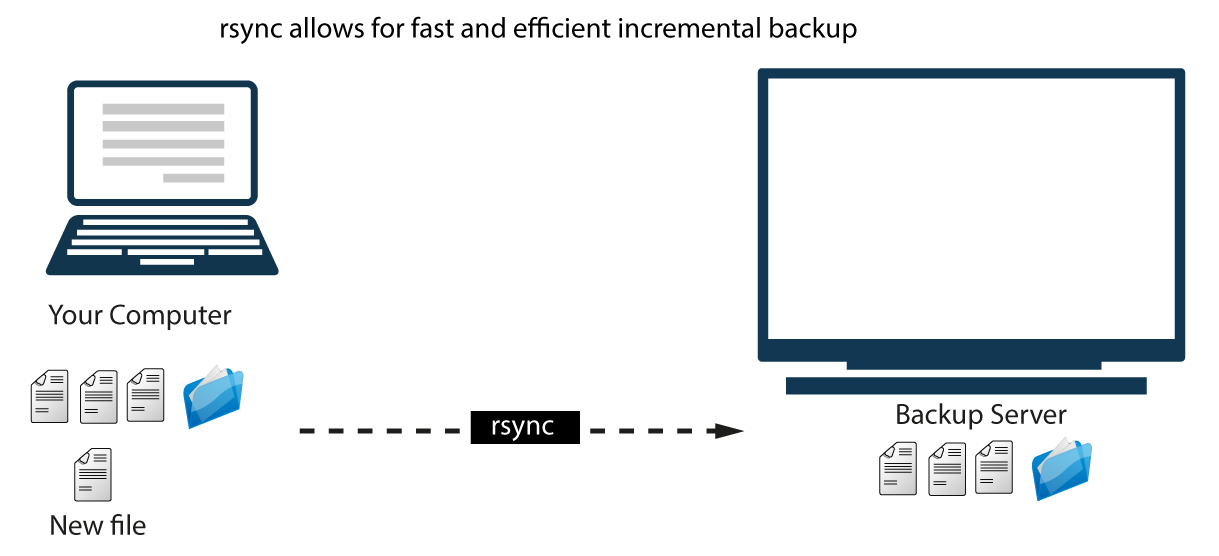 rsync allows for fast and efficient incremental backup
Your Computer
rsync
Backup Server
New file